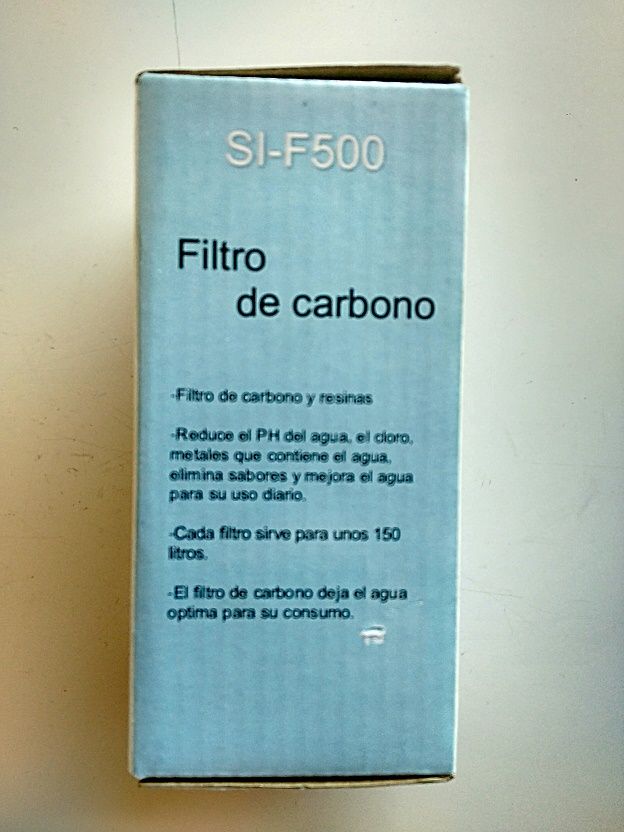 SI-F500
Filtro
de carbono
-Filtro de carbono y resinas
-Reduce el PH del agua, el cloro,
metales que contiene el agua,
elimina sabores y mejora el agua
para su uso diario.
-Cada filtro sirve para unos 150
litros.
-El filtro de carbono deja el agua
optima para su consumo.